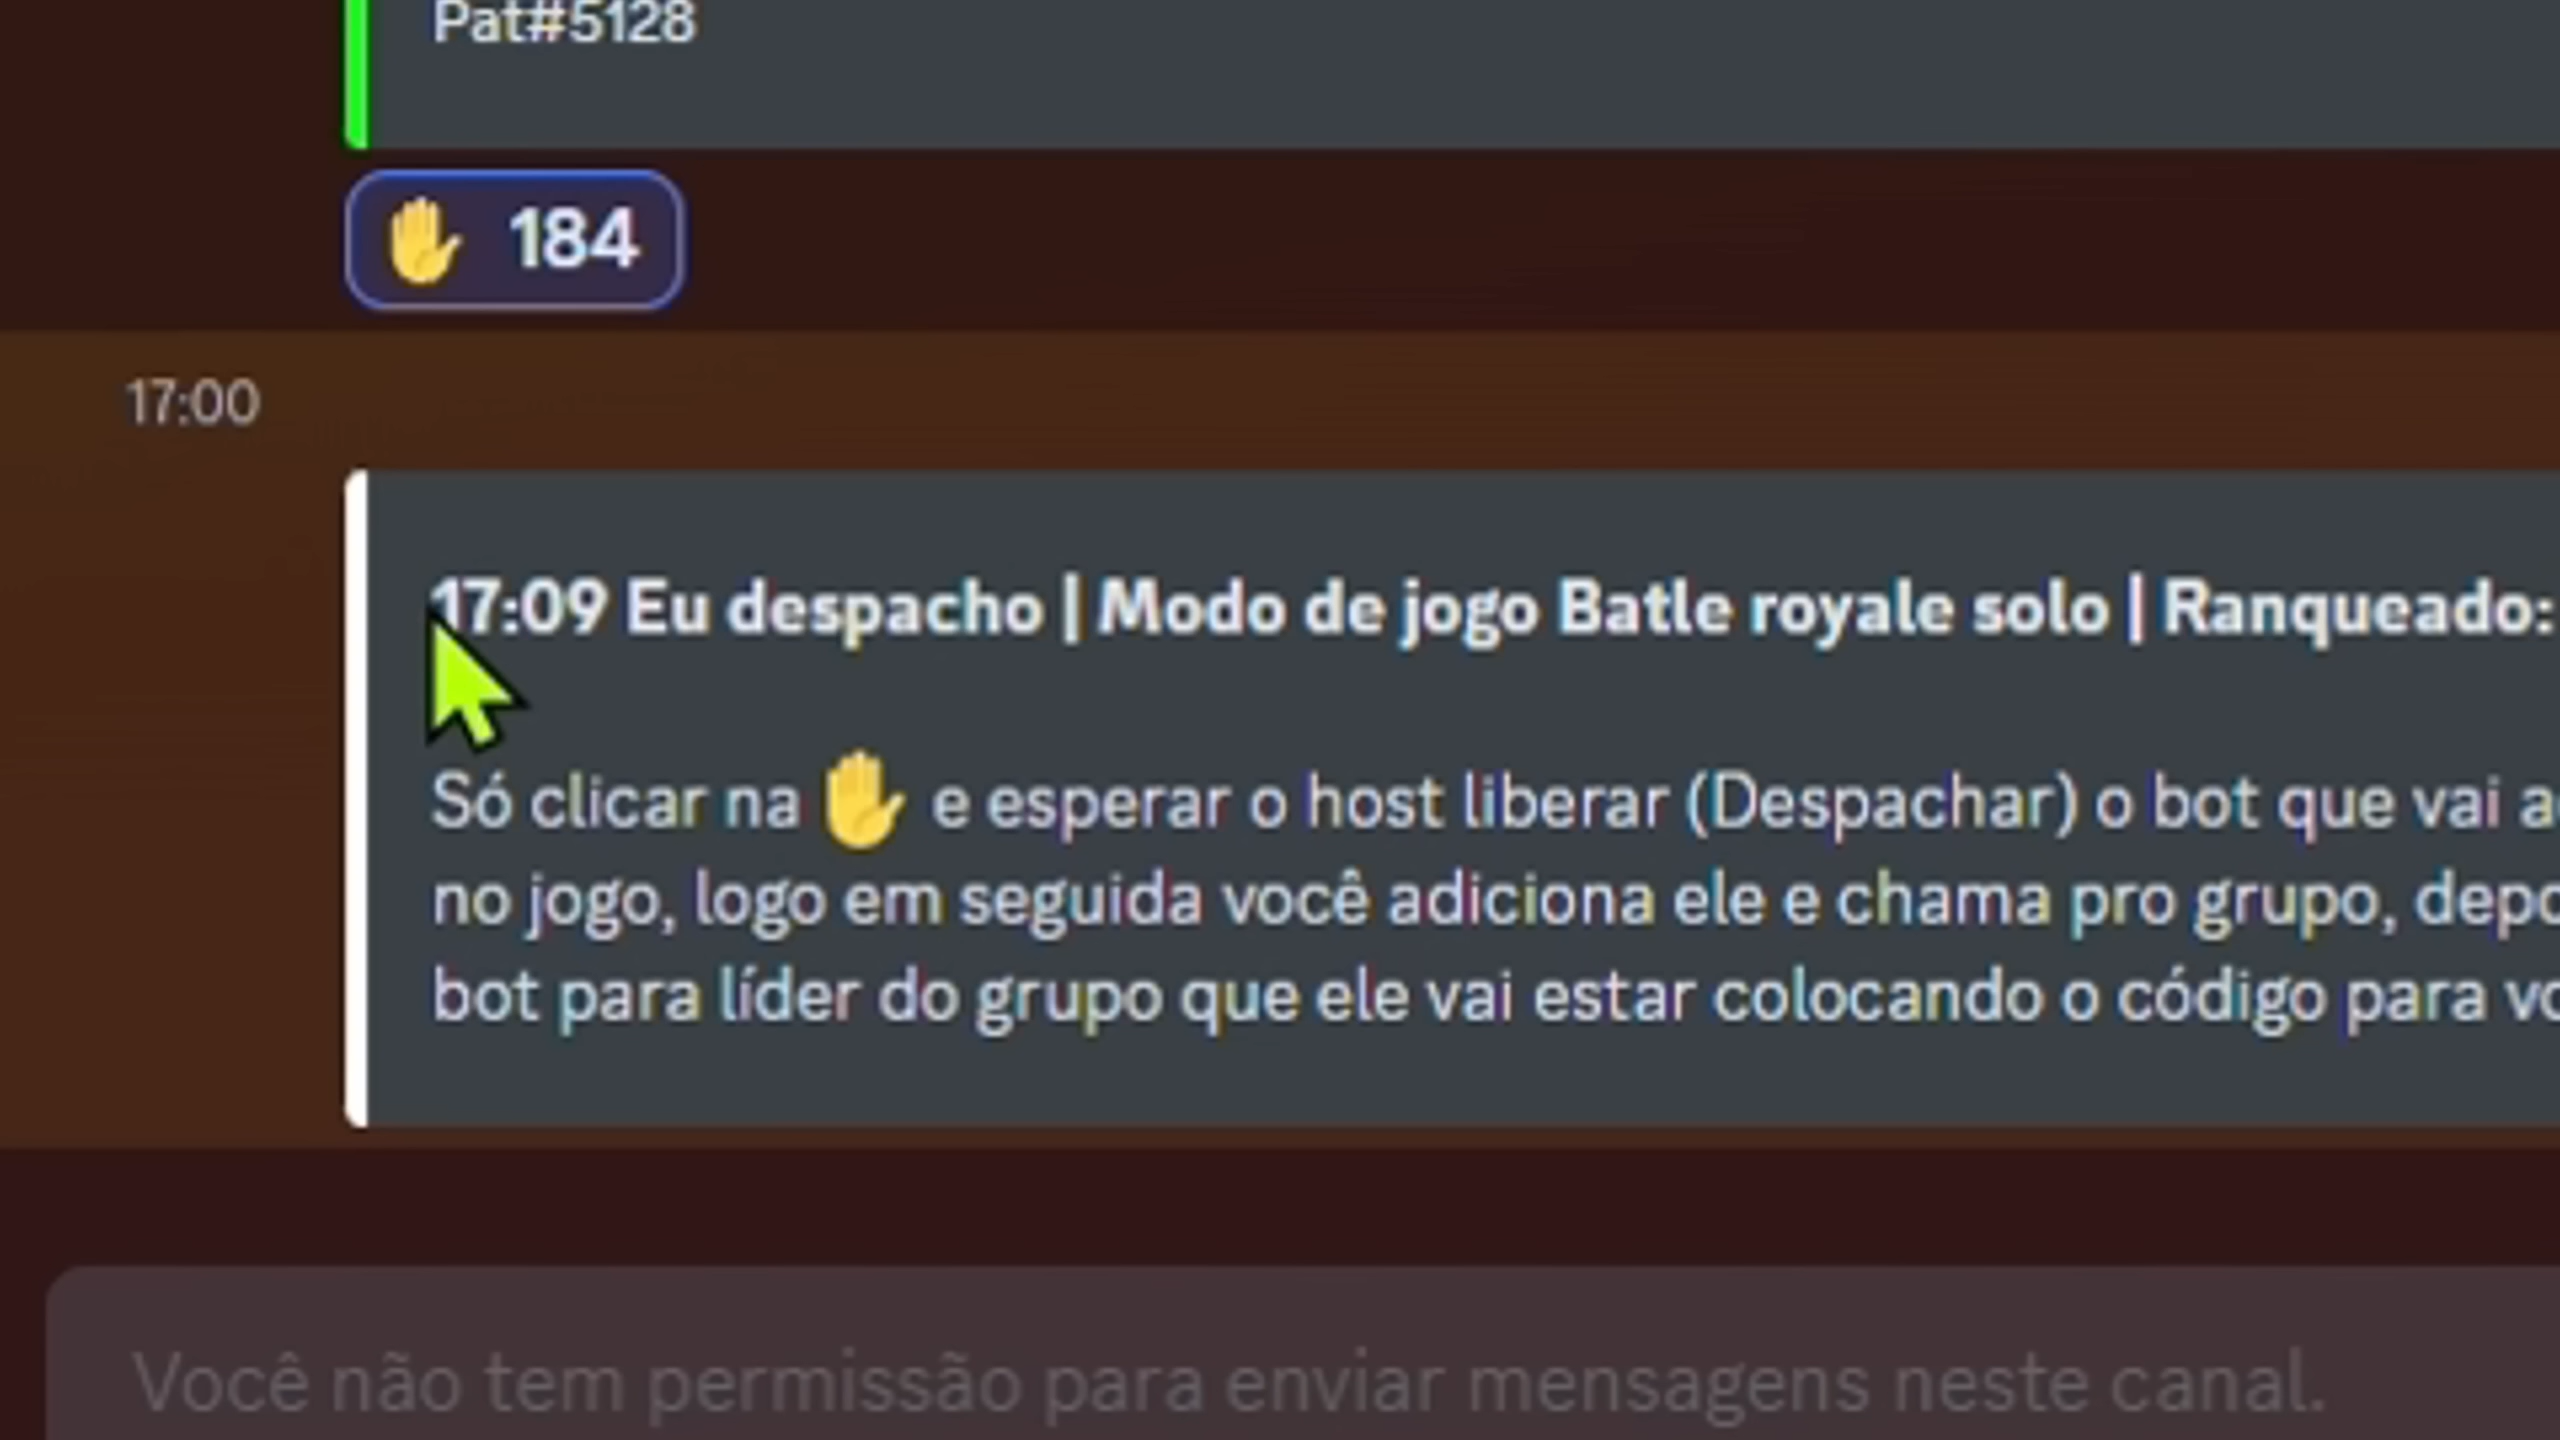 Pat#5128
✋ 184
17:00
17:09 Eu despacho | Modo de jogo Batle royale solo | Ranqueado:
Só clicar na ✋ e esperar o host liberar (Despachar) o bot que vai
no jogo, logo em seguida você adiciona ele e chama pro grupo,
bot para líder do grupo que ele vai estar colocando o código para
Você não tem permissão para enviar mensagens neste canal.